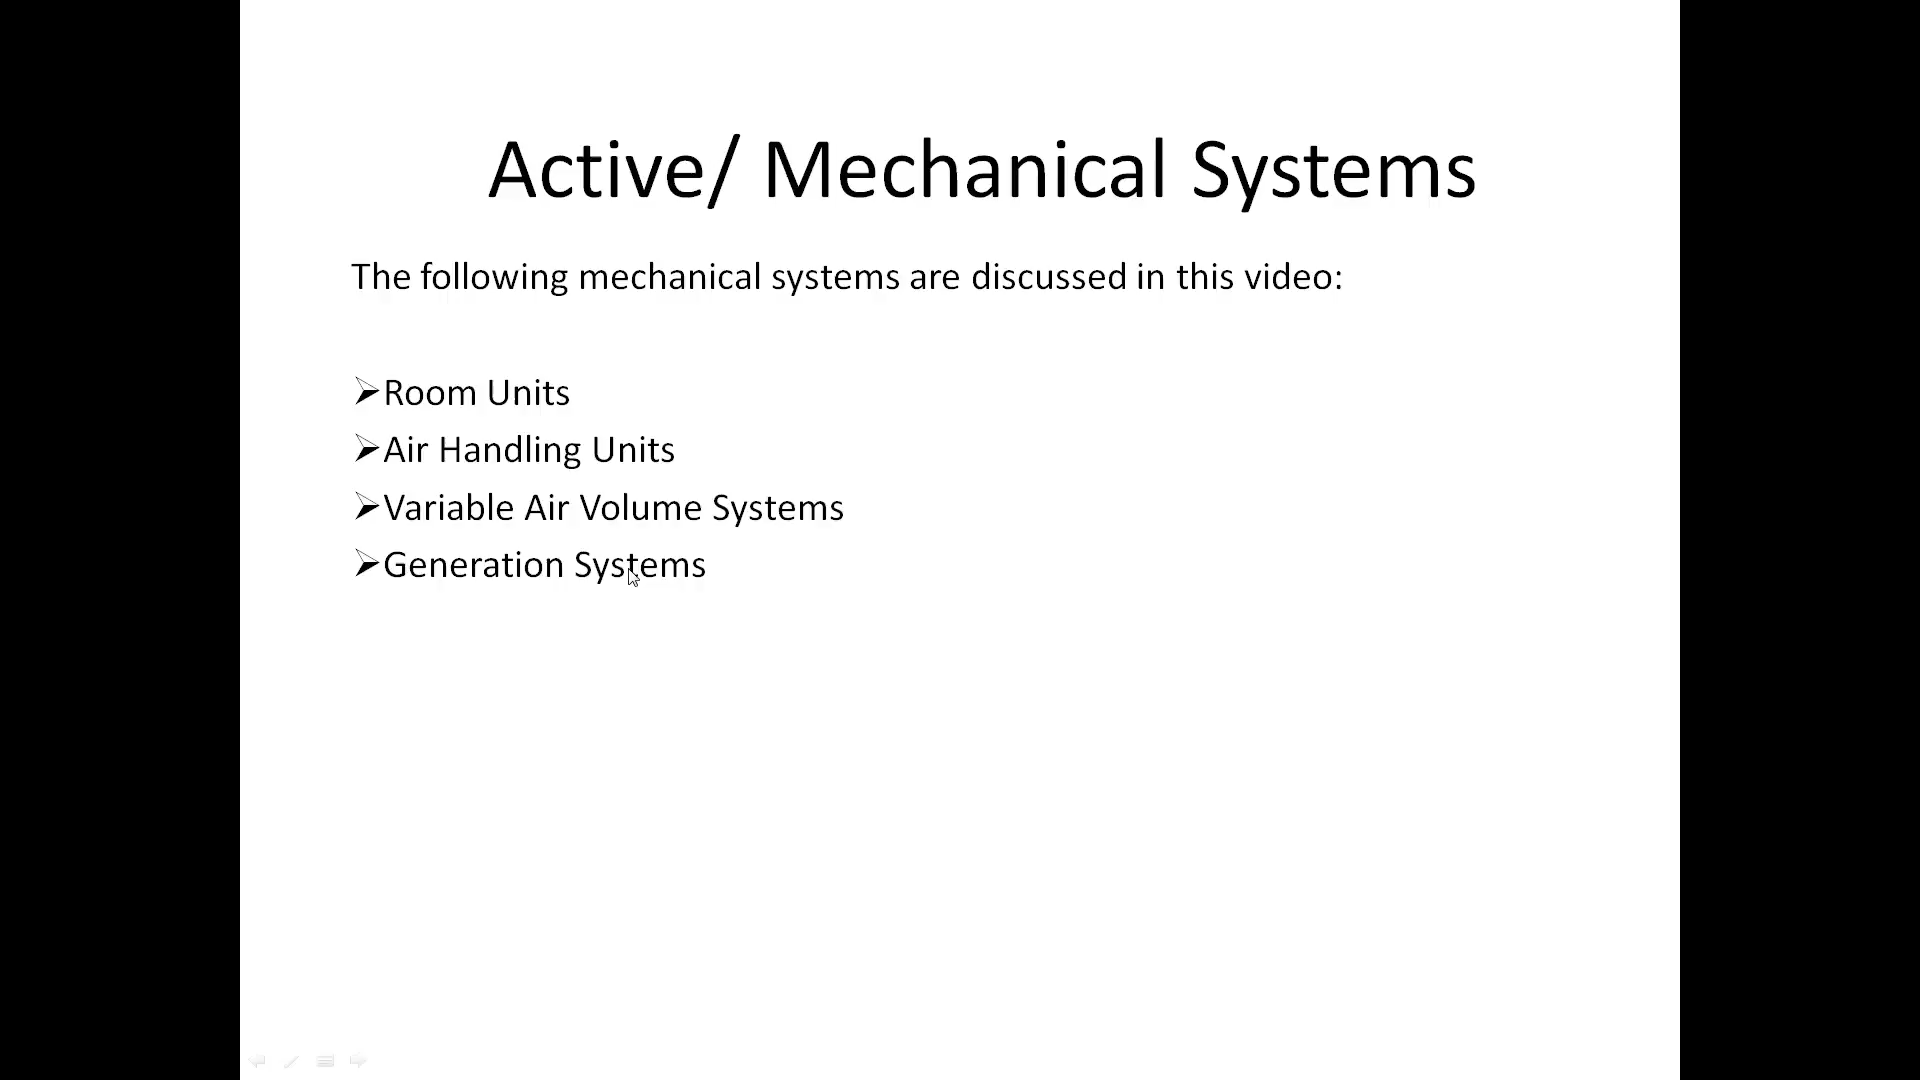 Active/ Mechanical Systems
The following mechanical systems are discussed in this video:
➢Room Units
➢Air Handling Units
➢Variable Air Volume Systems
➢Generation Systems